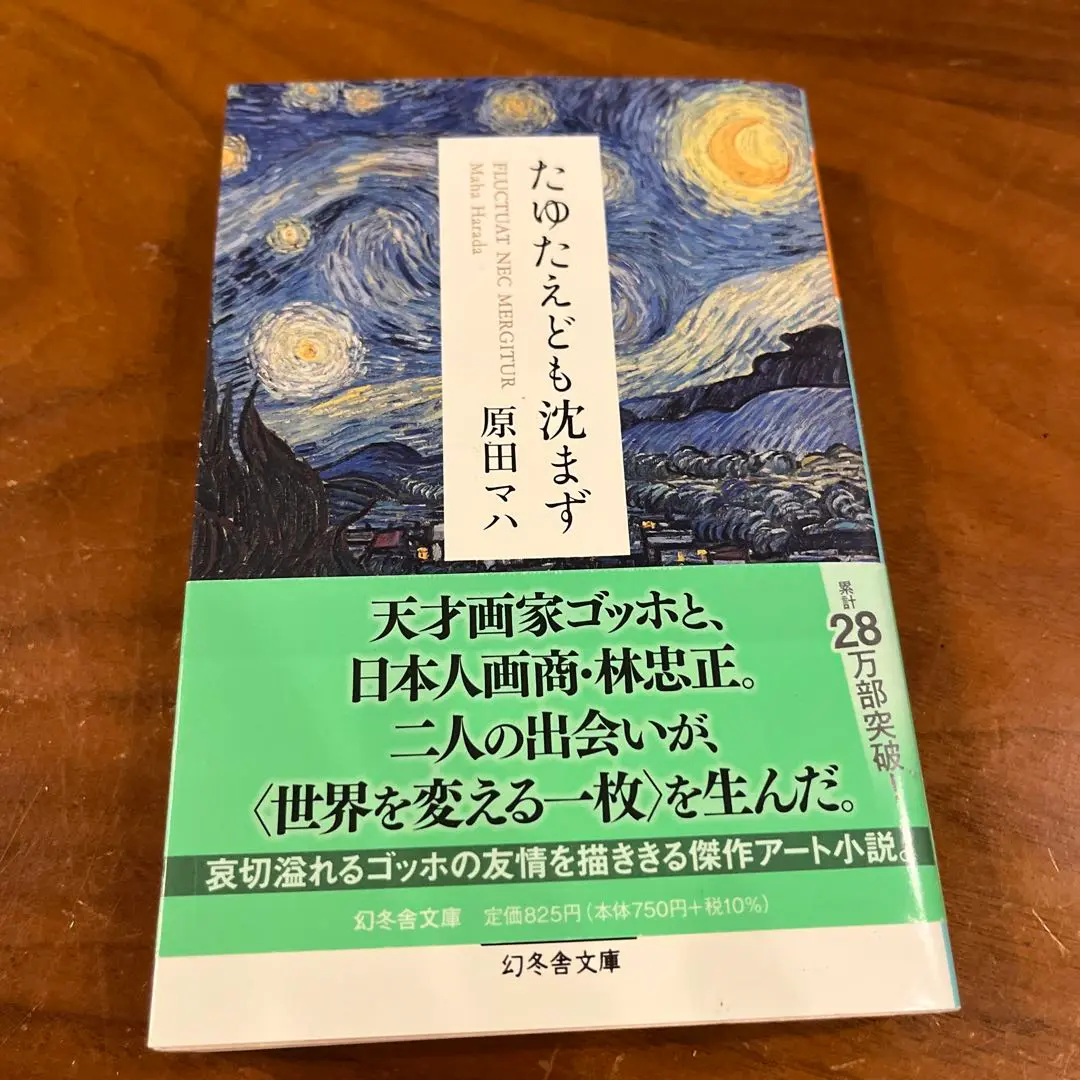 たゆたえども沈まず
FLUCTUAT NEC MERGITUR
Maha Harada
原田マハ
天才画家ゴッホと、
日本人画商・林忠正。
二人の出会いが、
〈世界を変える一枚〉を生んだ。
累計
28万部突破!
哀切溢れるゴッホの友情を描ききる傑作アート小説。
幻冬舎文庫 定価825円(本体750円+税10%)
幻冬舎文庫